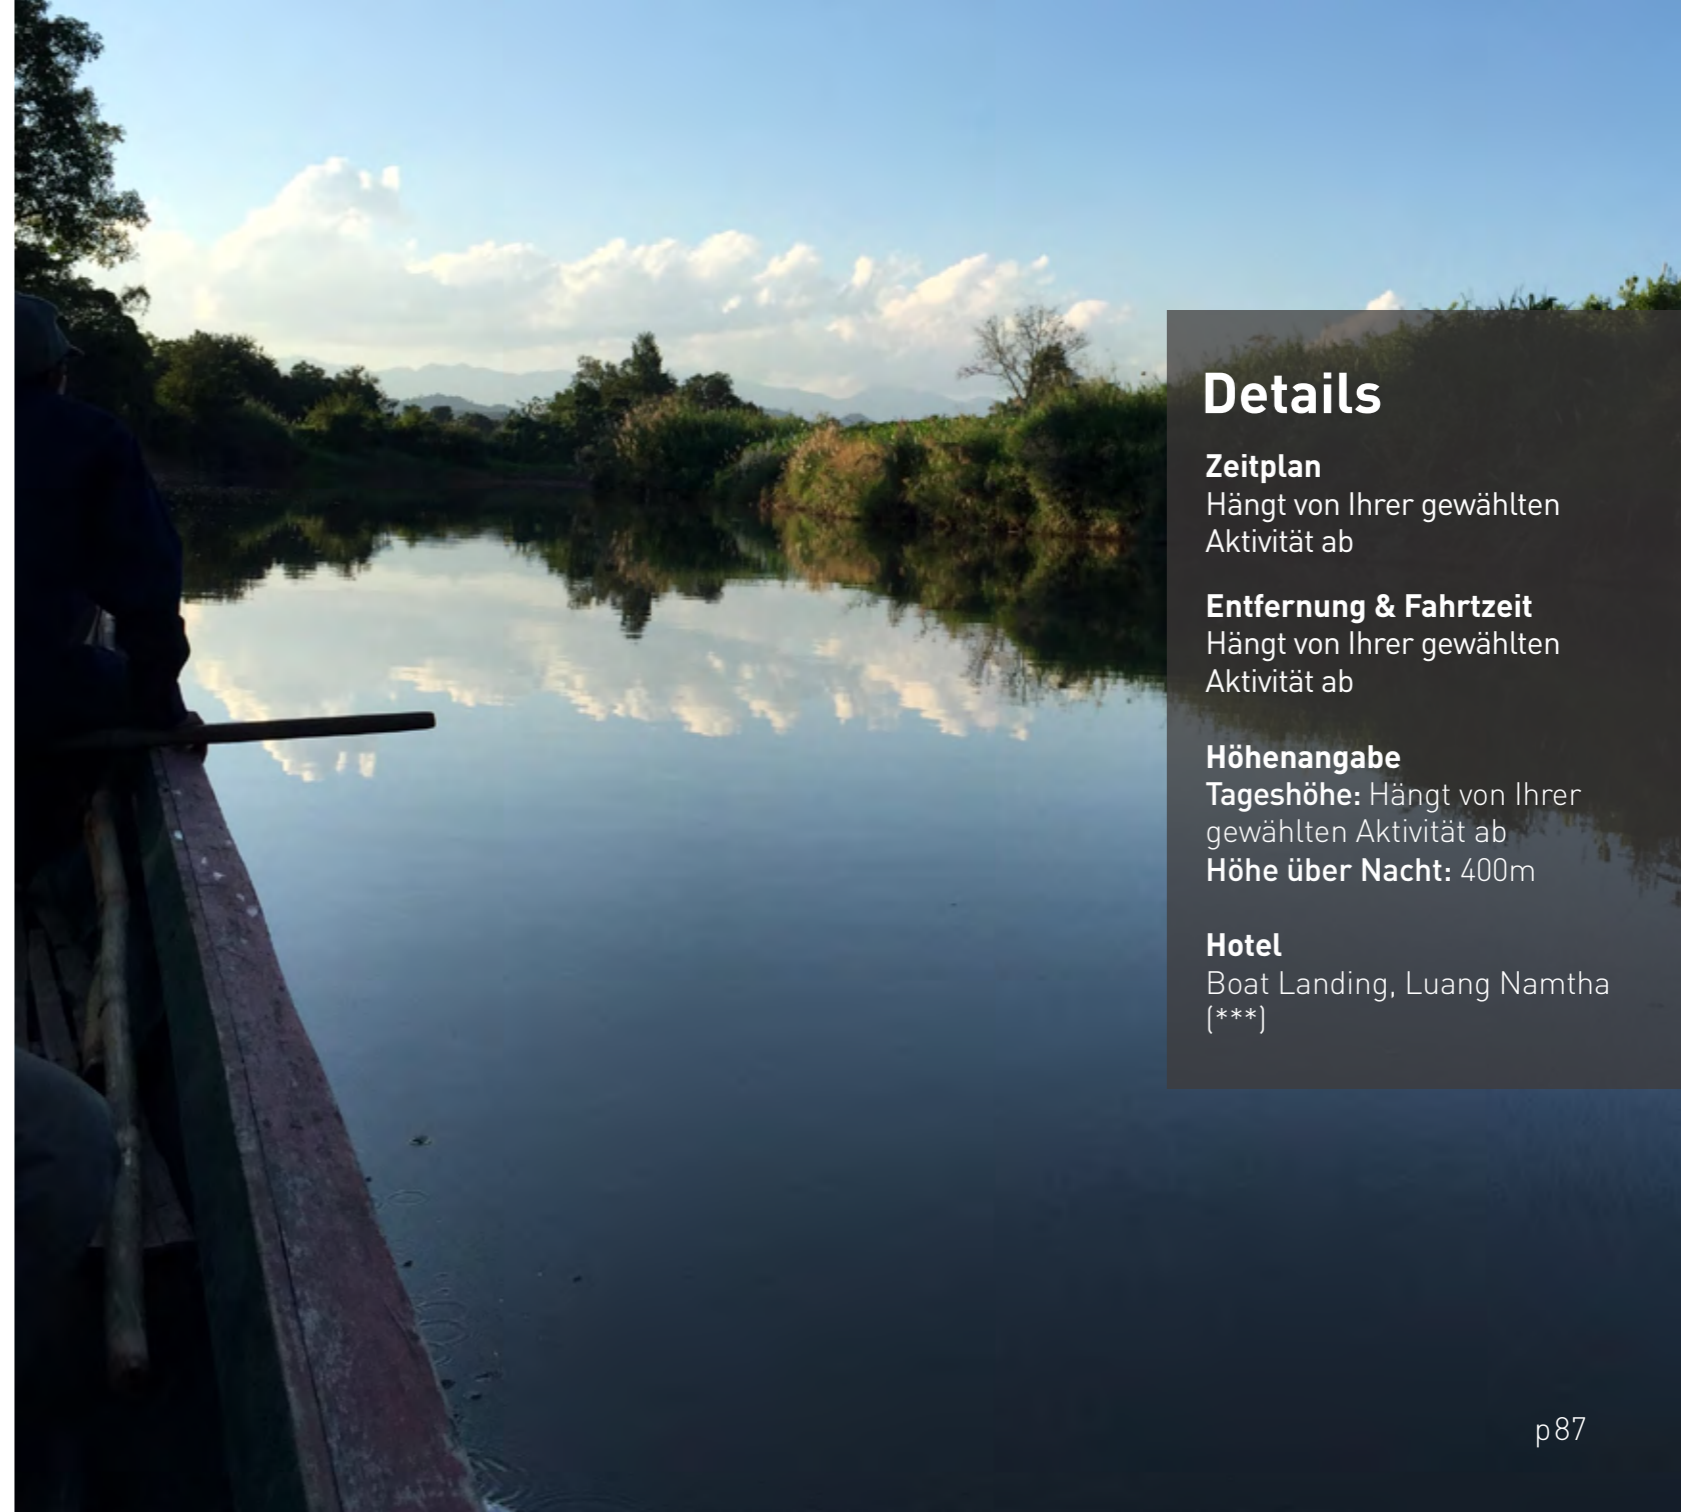 Details
Zeitplan
Hängt von Ihrer gewählten
Aktivität ab
Entfernung & Fahrtzeit
Hängt von Ihrer gewählten
Aktivität ab
Höhenangabe
Tageshöhe: Hängt von Ihrer
gewählten Aktivität ab
Höhe über Nacht: 400m
Hotel
Boat Landing, Luang Namtha
(***)
p87